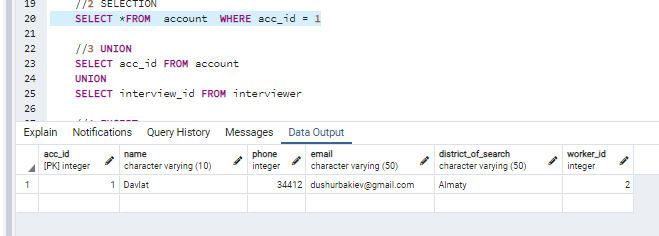 19 //2 SELECTION
20 SELECT *FROM account WHERE acc_id = 1
21
22 //3 UNION
23 SELECT acc_id FROM account
24 UNION
25 SELECT interview_id FROM interviewer
26
Explain Notifications Query History Messages Data Output
acc_id name phone email district_of_search worker_id
[PK] integer character varying (10) integer character varying (50) character varying (50) integer
1 1 Davlat 34412 dushurbakiev@gmail.com Almaty 2